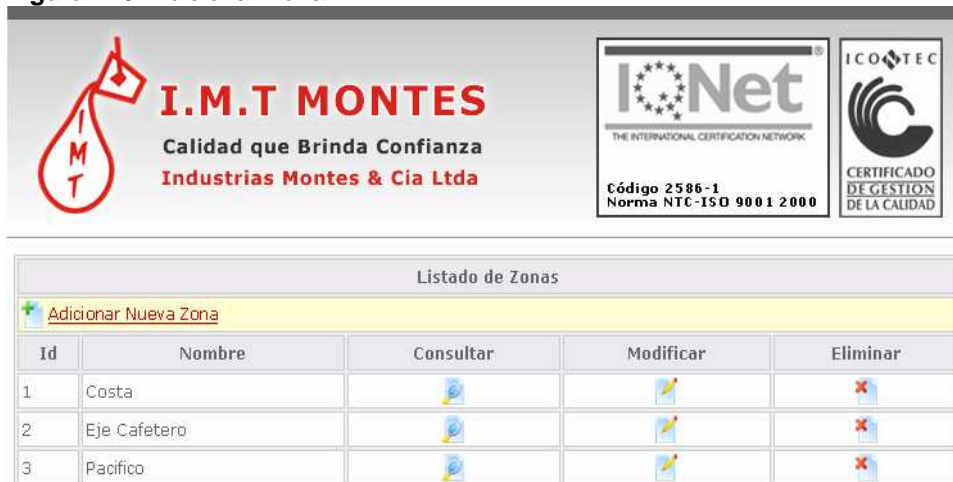 I.M.T MONTES
Calidad que Brinda Confianza
Industrias Montes & Cia Ltda
I
M
T
IQNet ®
THE INTERNATIONAL CERTIFICATION NETWORK
Código 2586-1
Norma NTC-ISO 9001 2000
ICONTEC
CERTIFICADO
DE GESTION
DE LA CALIDAD
Listado de Zonas
Adicionar Nueva Zona
Id Nombre Consultar Modificar Eliminar
1 Costa
2 Eje Cafetero
3 Pacifico